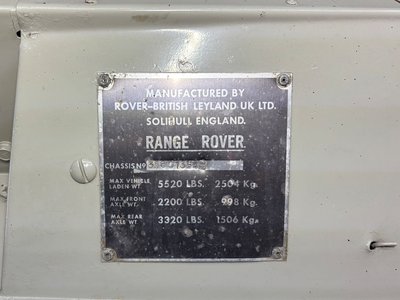 MANUFACTURED BY
ROVER-BRITISH LEYLAND UK LTD.
SOLIHULL, ENGLAND.
RANGE ROVER
CHASSIS Nº
MAX VEHICLE LADEN WT. 5520 LBS. 2504 Kg.
MAX FRONT AXLE WT. 2200 LBS. 998 Kg.
MAX REAR AXLE WT. 3320 LBS. 1506 Kg.